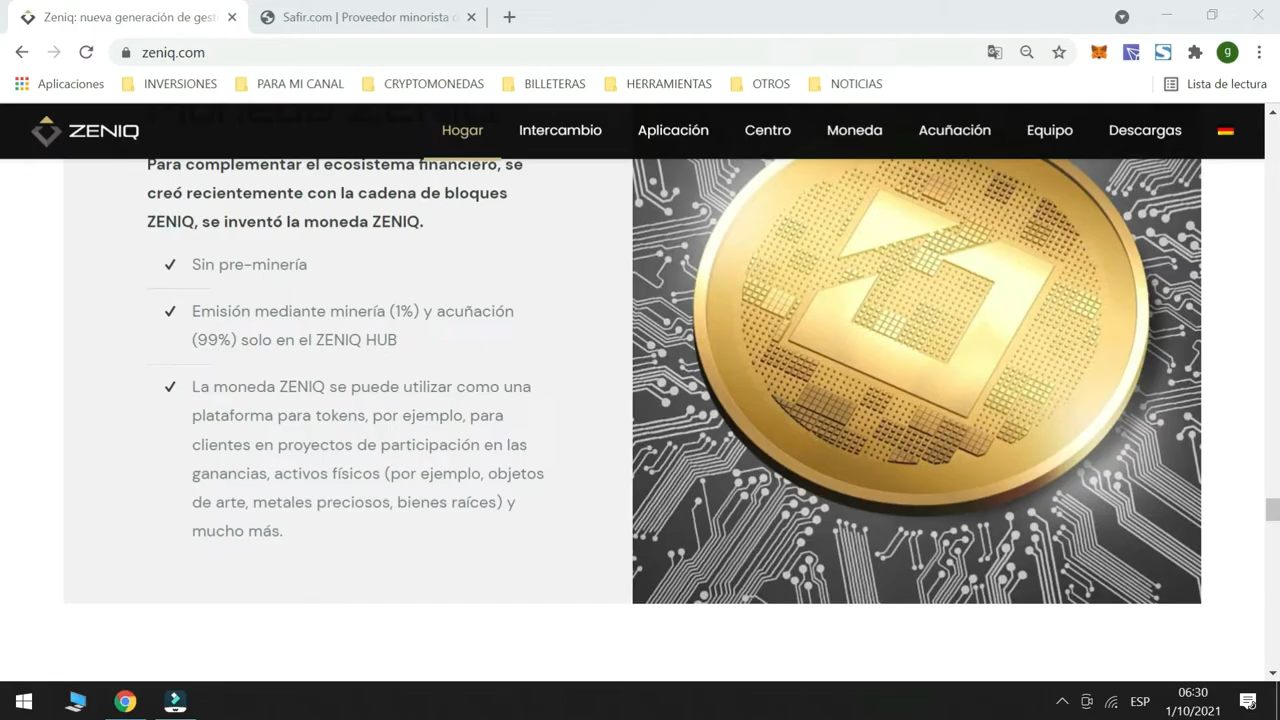 Zeniq: nueva generación de gest
Safir.com | Proveedor minorista
zeniq.com
g
Aplicaciones
INVERSIONES
PARA MI CANAL
CRYPTOMONEDAS
BILLETERAS
HERRAMIENTAS
OTROS
NOTICIAS
Lista de lectura
ZENIQ
Hogar
Intercambio
Aplicación
Centro
Moneda
Acuñación
Equipo
Descargas
Para complementar el ecosistema financiero, se
creó recientemente con la cadena de bloques
ZENIQ, se inventó la moneda ZENIQ.
Sin pre-minería
Emisión mediante minería (1%) y acuñación
(99%) solo en el ZENIQ HUB
La moneda ZENIQ se puede utilizar como una
plataforma para tokens, por ejemplo, para
clientes en proyectos de participación en las
ganancias, activos físicos (por ejemplo, objetos
de arte, metales preciosos, bienes raíces) y
mucho más.
ESP
06:30
1/10/2021